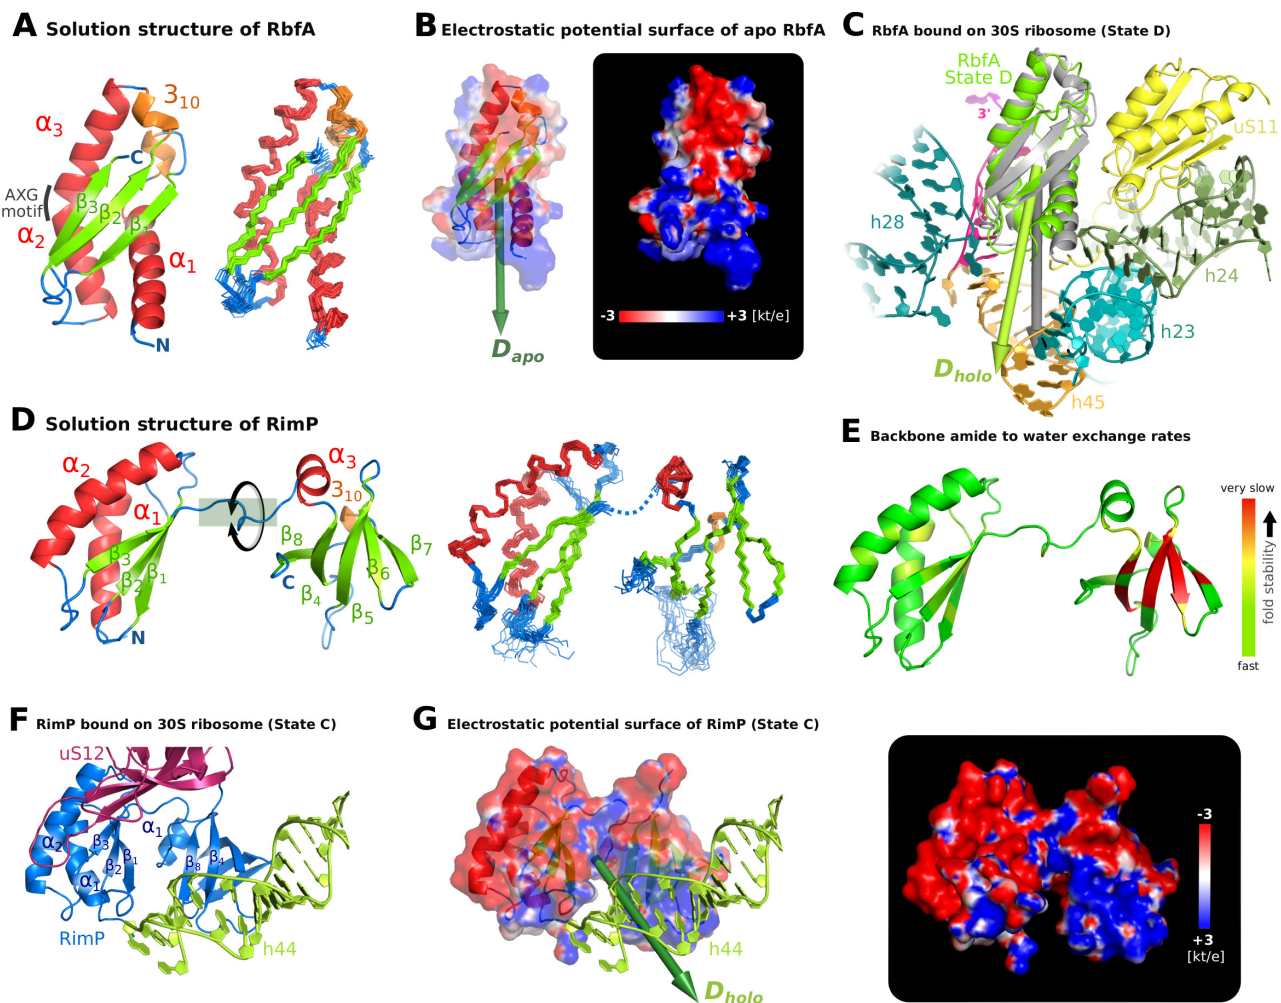 A Solution structure of RbfA
B Electrostatic potential surface of apo RbfA
C RbfA bound on 30S ribosome (State D)
α3
3₁₀
C
AXG
motif
β3
β2
β1
α2
α1
N
-3
+3 [kt/e]
D apo
RbfA
State D
3'
uS11
h28
h24
h23
D holo
h45
D Solution structure of RimP
E Backbone amide to water exchange rates
α2
α1
β3
β2
β1
N
α3
3₁₀
β8
C
β4
β5
β6
β7
very slow
fold stability
fast
F RimP bound on 30S ribosome (State C)
G Electrostatic potential surface of RimP (State C)
uS12
α2
β3
β2
β1
α1
α1
β8
β4
RimP
h44
h44
D holo
-3
+3
[kt/e]